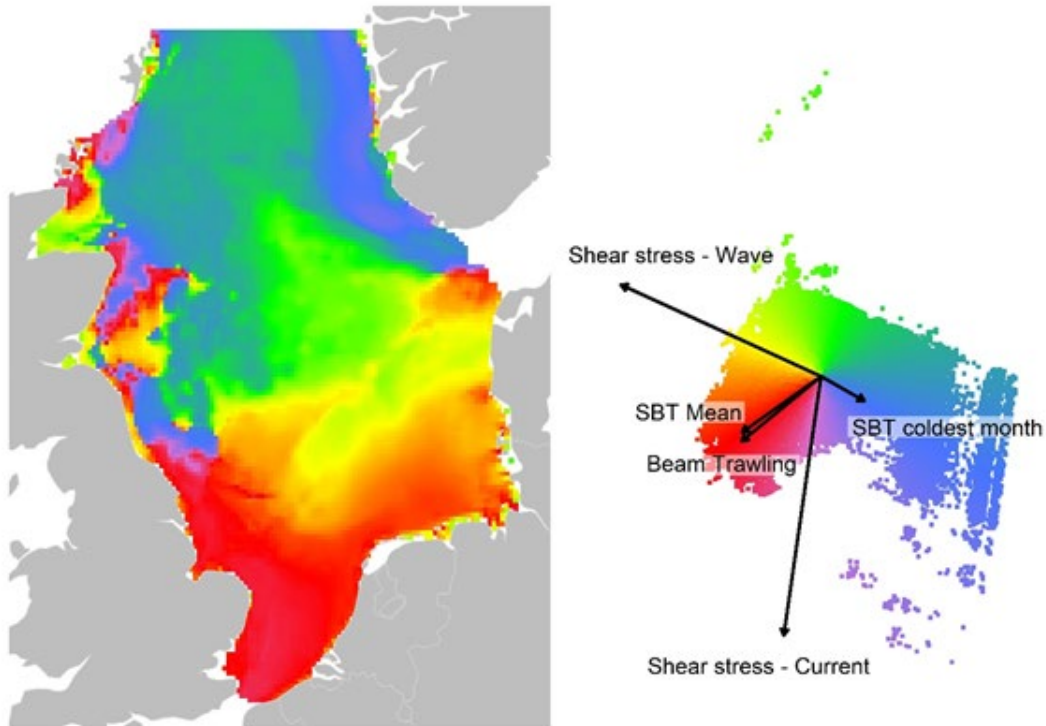 Shear stress - Wave
SBT Mean
SBT coldest month
Beam Trawling
Shear stress - Current